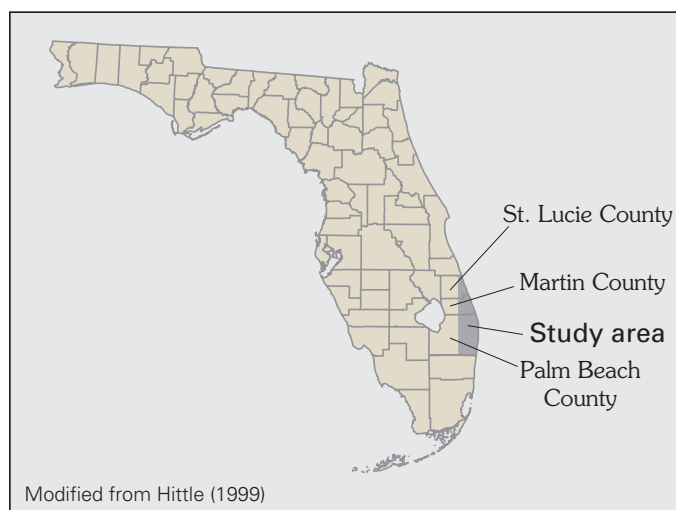 St. Lucie County
Martin County
Study area
Palm Beach
County
Modified from Hittle (1999)